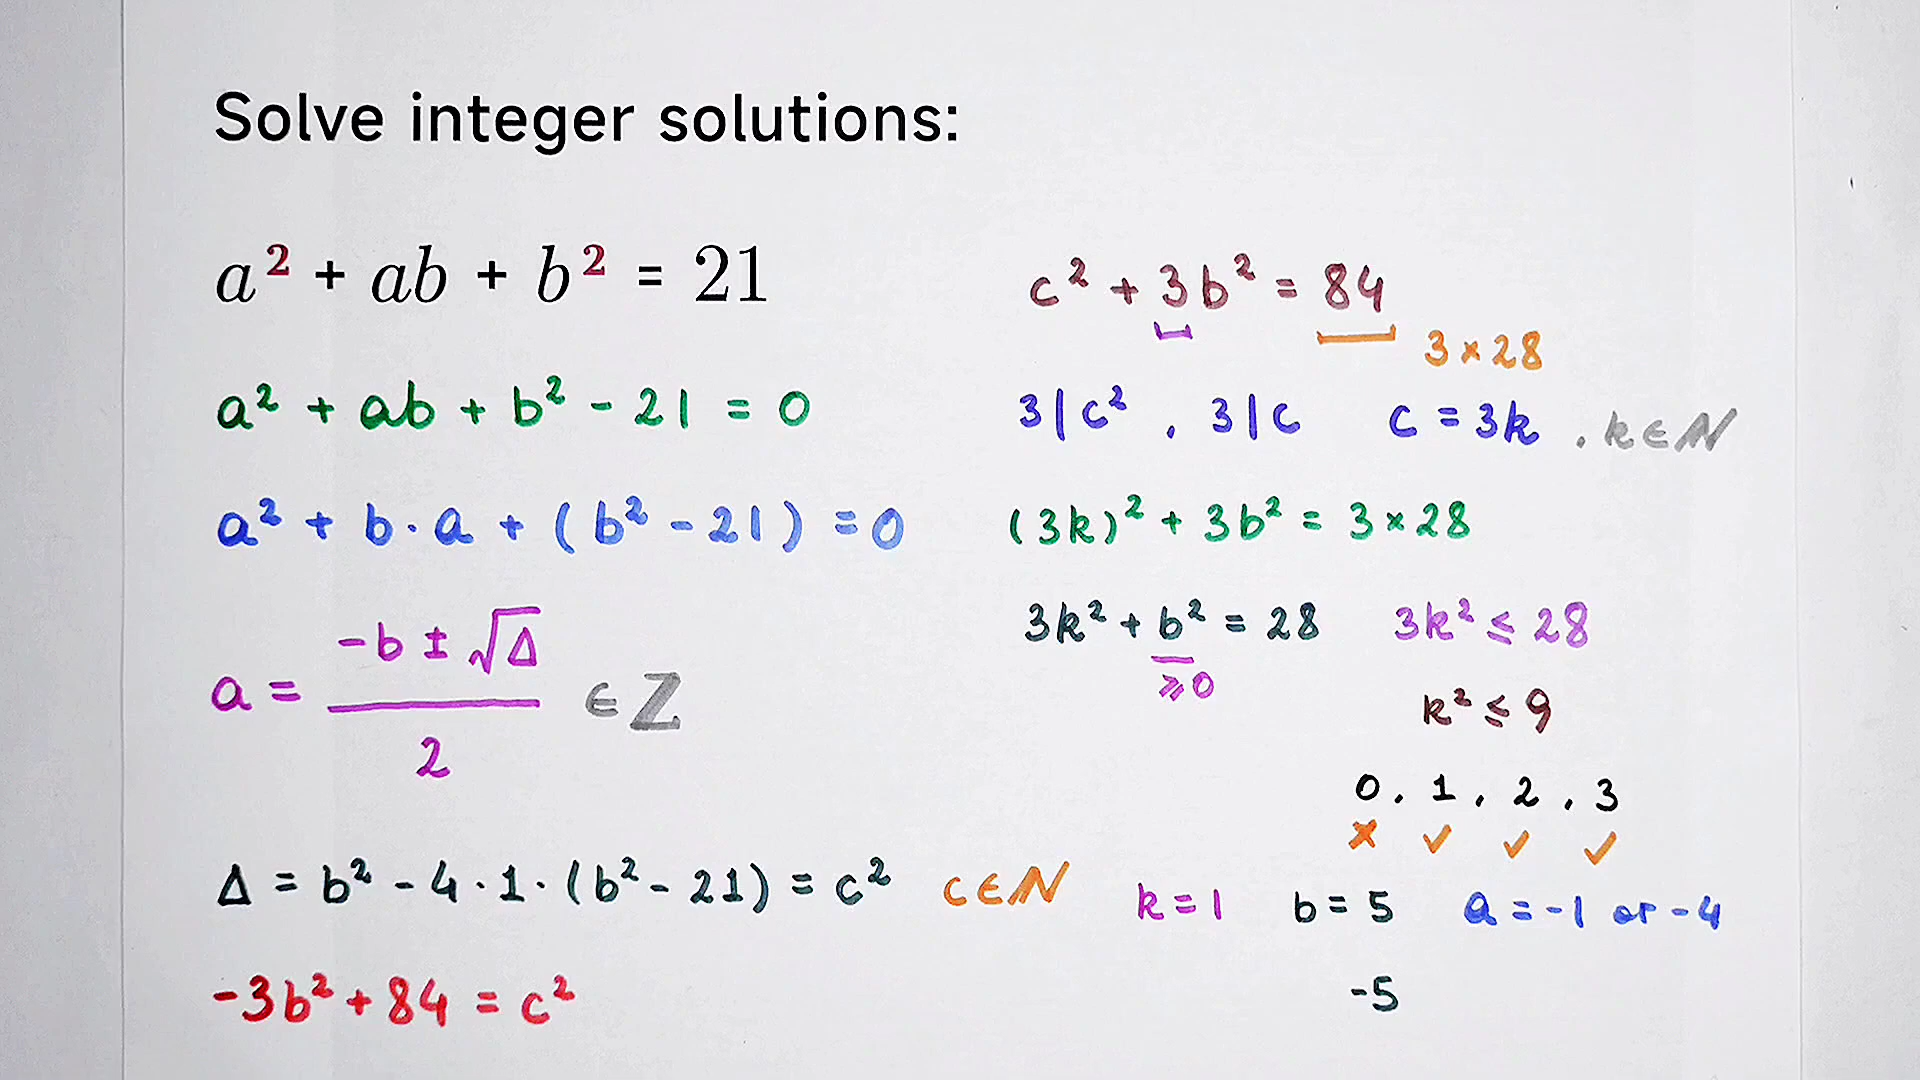 Solve integer solutions:
a² + ab + b² = 21
a² + ab + b² - 21 = 0
a² + b · a + (b² - 21) = 0
a = (-b ± √Δ) / 2 ∈ Z
Δ = b² - 4 · 1 · (b² - 21) = c² c ∈ N
-3b² + 84 = c²
c² + 3b² = 84
3 × 28
3|c² , 3|c c = 3k , k ∈ N
(3k)² + 3b² = 3 × 28
3k² + b² = 28 3k² ≤ 28
≥ 0
k² ≤ 9
0 , 1 , 2 , 3
✗ ✓ ✓ ✓
k = 1 b = 5 a = -1 or -4
-5